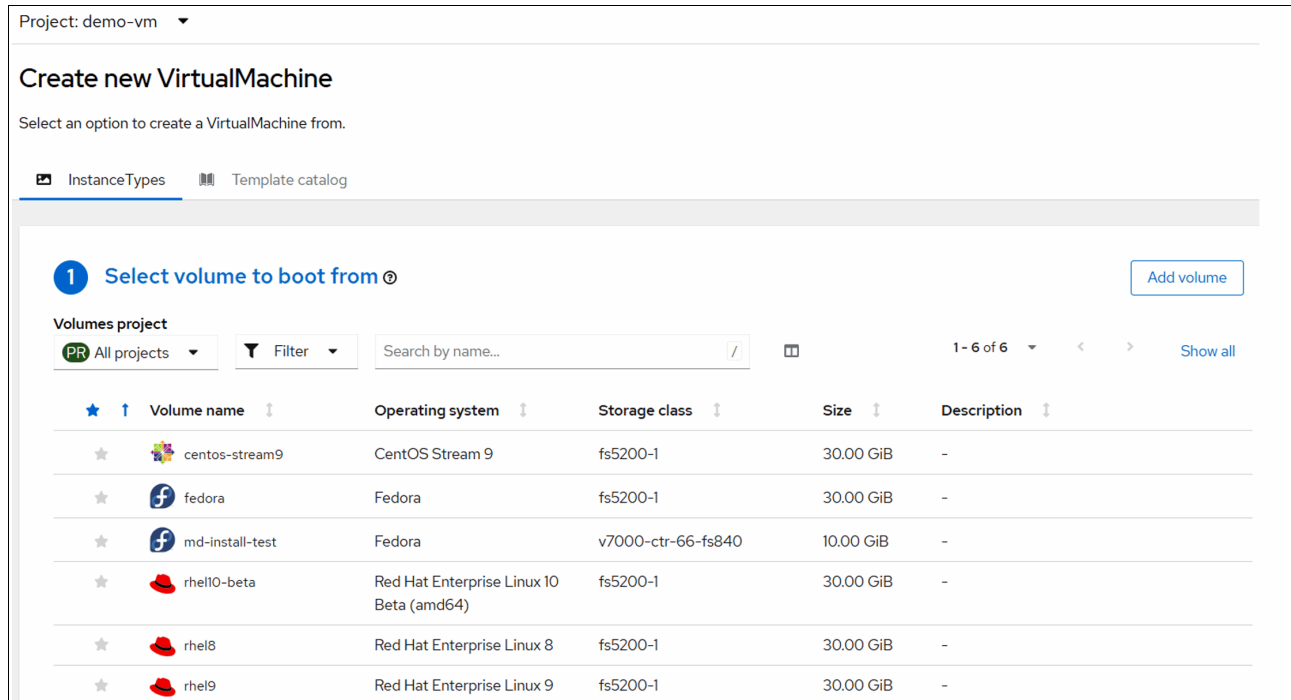 Project: demo-vm
Create new VirtualMachine
Select an option to create a VirtualMachine from.
InstanceTypes Template catalog
1 Select volume to boot from Add volume
Volumes project
PR All projects Filter Search by name... / 1 - 6 of 6 Show all
Volume name Operating system Storage class Size Description
centos-stream9 CentOS Stream 9 fs5200-1 30.00 GiB -
fedora Fedora fs5200-1 30.00 GiB -
md-install-test Fedora v7000-ctr-66-fs840 10.00 GiB -
rhel10-beta Red Hat Enterprise Linux 10 fs5200-1 30.00 GiB -
Beta (amd64)
rhel8 Red Hat Enterprise Linux 8 fs5200-1 30.00 GiB -
rhel9 Red Hat Enterprise Linux 9 fs5200-1 30.00 GiB -